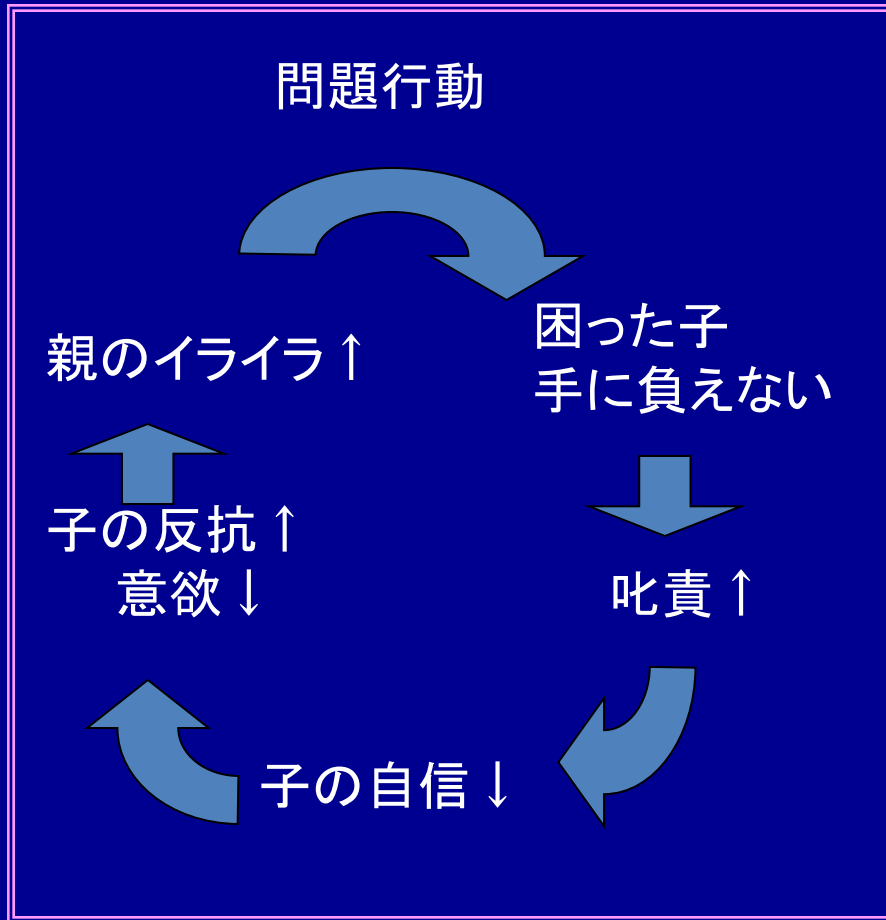 問題行動
困った子
手に負えない
叱責↑
子の自信↓
子の反抗↑
意欲↓
親のイライラ↑